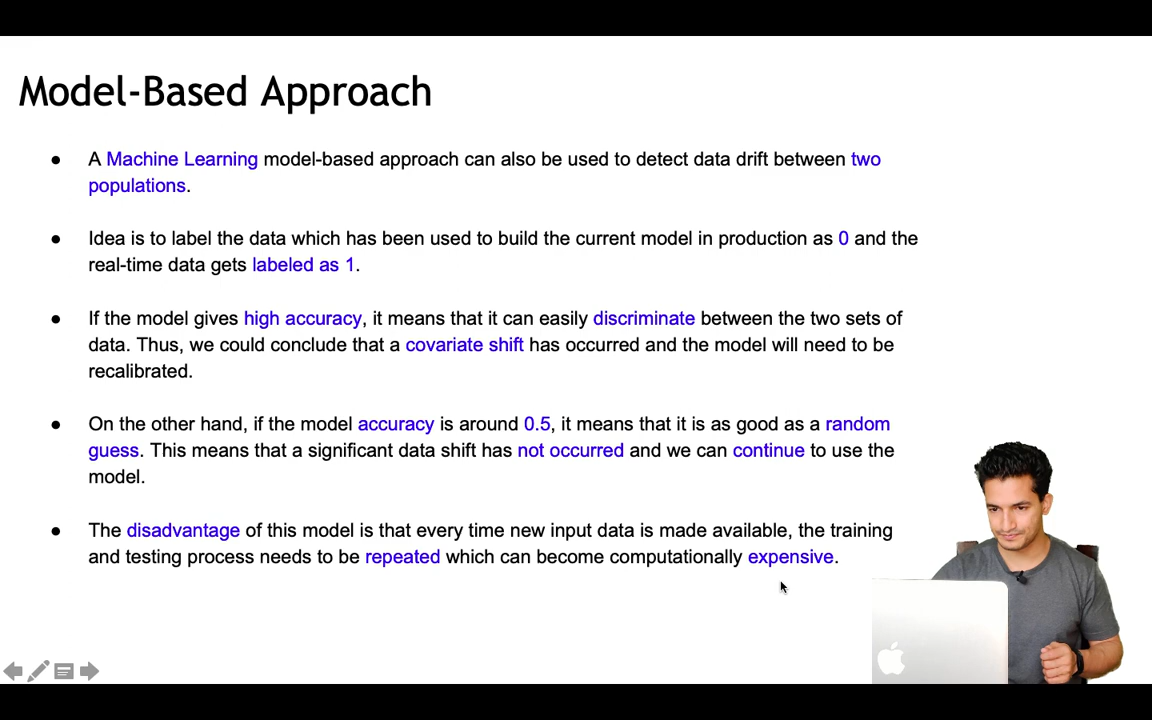 Model-Based Approach
● A Machine Learning model-based approach can also be used to detect data drift between two
populations.
● Idea is to label the data which has been used to build the current model in production as 0 and the
real-time data gets labeled as 1.
● If the model gives high accuracy, it means that it can easily discriminate between the two sets of
data. Thus, we could conclude that a covariate shift has occurred and the model will need to be
recalibrated.
● On the other hand, if the model accuracy is around 0.5, it means that it is as good as a random
guess. This means that a significant data shift has not occurred and we can continue to use the
model.
● The disadvantage of this model is that every time new input data is made available, the training
and testing process needs to be repeated which can become computationally expensive.